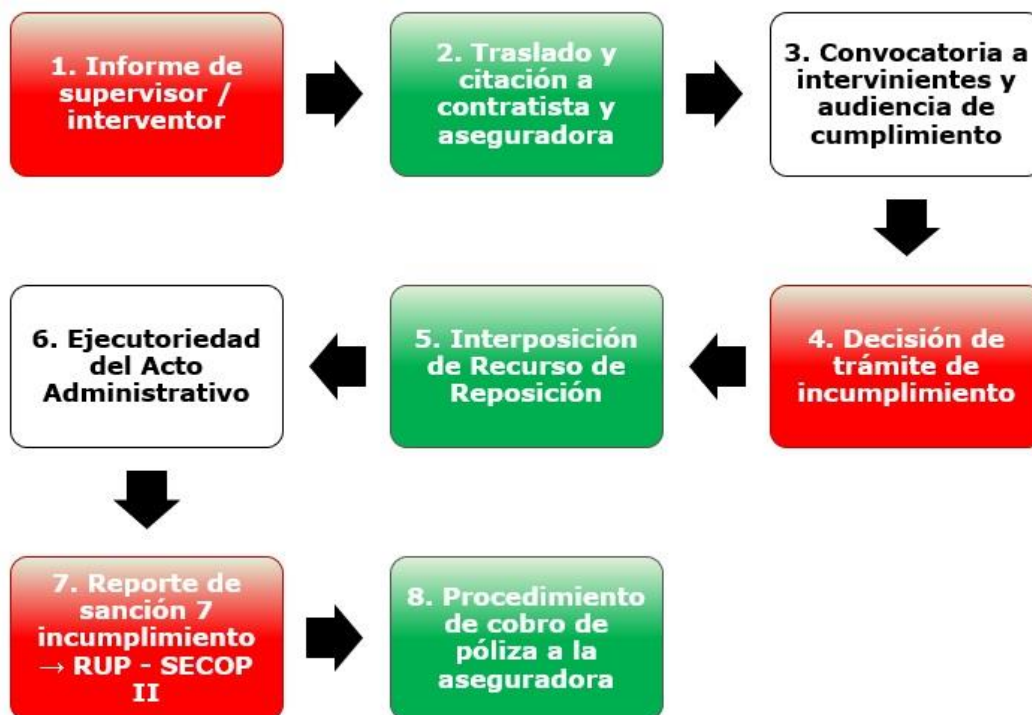 1. Informe de
supervisor /
interventor
2. Traslado y
citación a
contratista y
aseguradora
3. Convocatoria a
intervinientes y
audiencia de
cumplimiento
4. Decisión de
trámite de
incumplimiento
5. Interposición
de Recurso de
Reposición
6. Ejecutoriedad
del Acto
Administrativo
7. Reporte de
sanción 7
incumplimiento
→ RUP - SECOP
II
8. Procedimiento
de cobro de
póliza a la
aseguradora